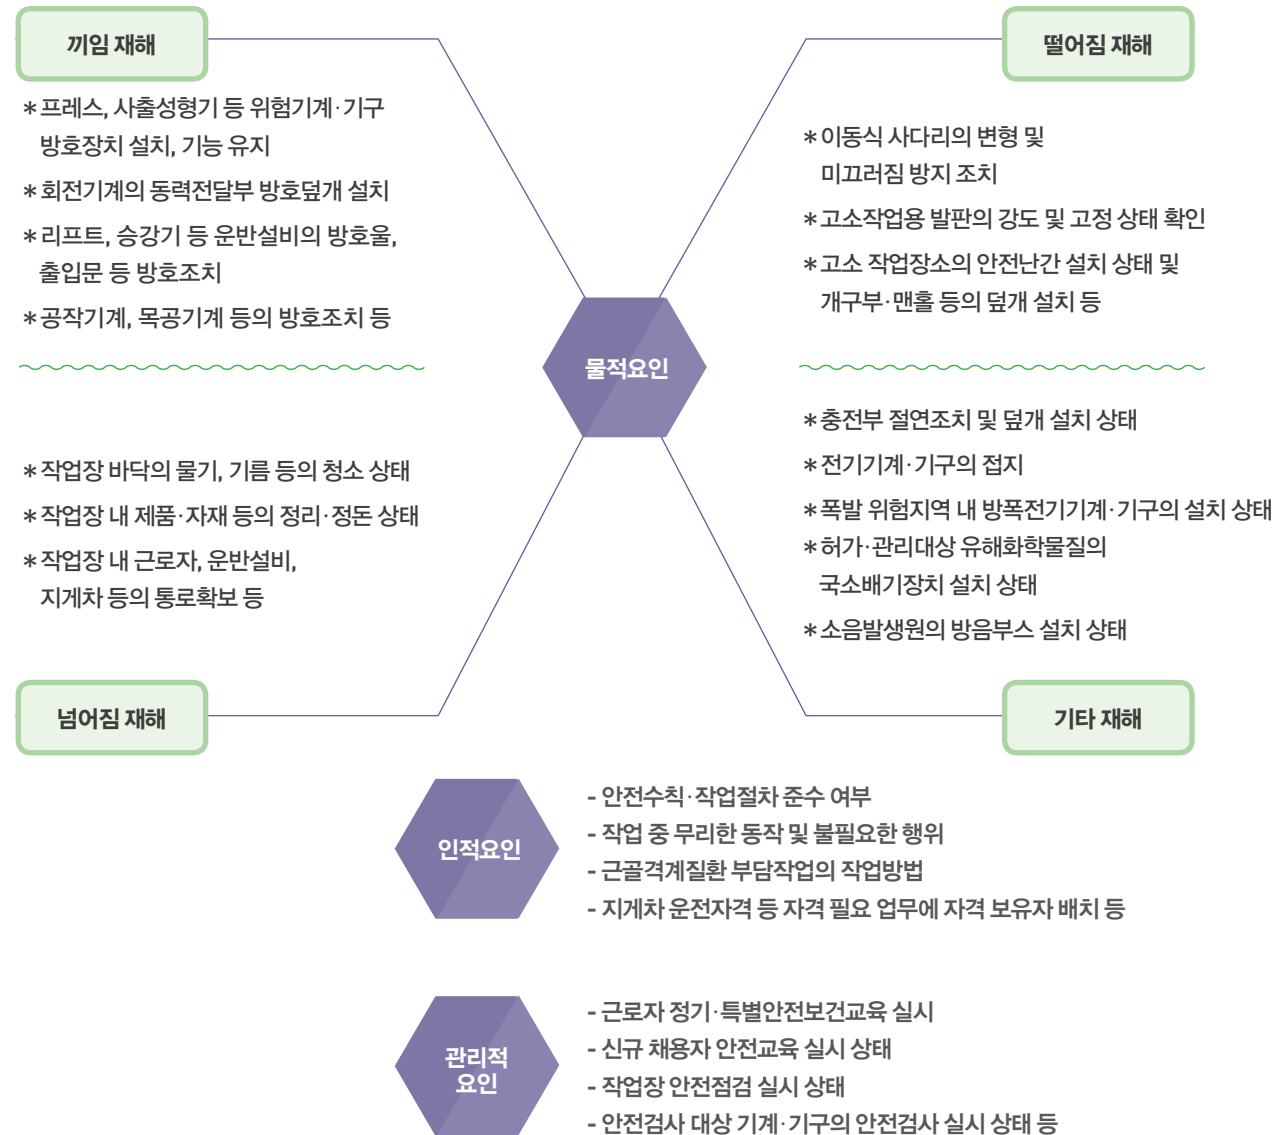 끼임 재해
* 프레스, 사출성형기 등 위험기계·기구
방호장치 설치, 기능 유지
* 회전기계의 동력전달부 방호덮개 설치
* 리프트, 승강기 등 운반설비의 방호울,
출입문 등 방호조치
* 공작기계, 목공기계 등의 방호조치 등
떨어짐 재해
* 이동식 사다리의 변형 및
미끄러짐 방지 조치
* 고소작업용 발판의 강도 및 고정 상태 확인
* 고소 작업장소의 안전난간 설치 상태 및
개구부·맨홀 등의 덮개 설치 등
물적요인
* 작업장 바닥의 물기, 기름 등의 청소 상태
* 작업장 내 제품·자재 등의 정리·정돈 상태
* 작업장 내 근로자, 운반설비,
지게차 등의 통로확보 등
넘어짐 재해
* 충전부 절연조치 및 덮개 설치 상태
* 전기기계·기구의 접지
* 폭발 위험지역 내 방폭전기기계·기구의 설치 상태
* 허가·관리대상 유해화학물질의
국소배기장치 설치 상태
* 소음발생원의 방음부스 설치 상태
기타 재해
인적요인
- 안전수칙·작업절차 준수 여부
- 작업 중 무리한 동작 및 불필요한 행위
- 근골격계질환 부담작업의 작업방법
- 지게차 운전자격 등 자격 필요 업무에 자격 보유자 배치 등
관리적
요인
- 근로자 정기·특별안전보건교육 실시
- 신규 채용자 안전교육 실시 상태
- 작업장 안전점검 실시 상태
- 안전검사 대상 기계·기구의 안전검사 실시 상태 등